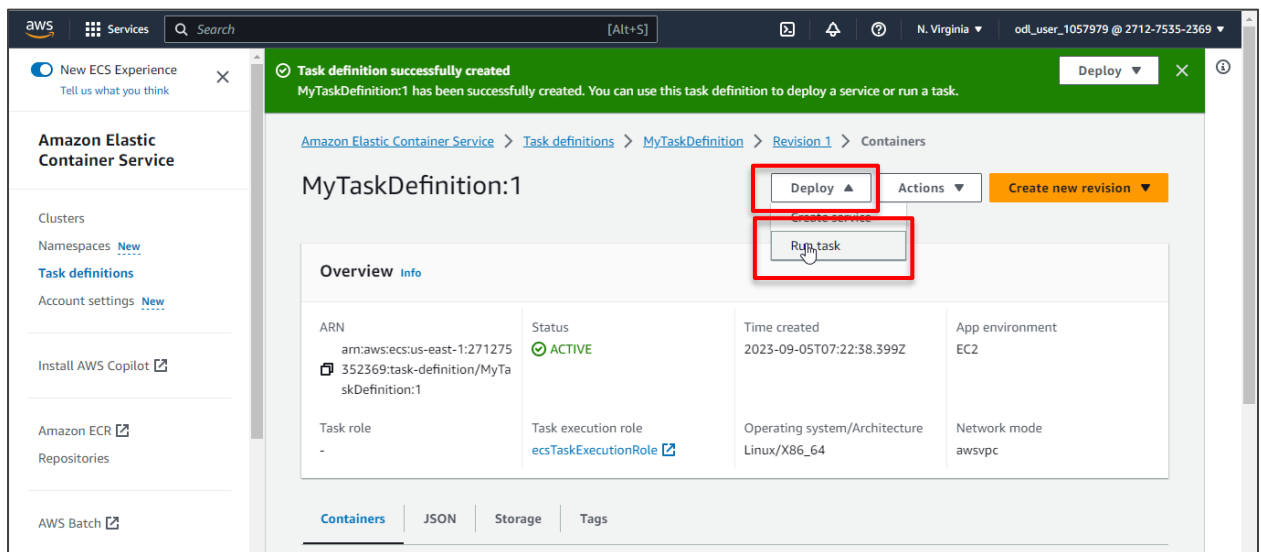 aws
Services
Search
[Alt+S]
N. Virginia ▼
odl_user_1057979 @ 2712-7535-2369 ▼
New ECS Experience
Tell us what you think
Amazon Elastic
Container Service
Clusters
Namespaces New
Task definitions
Account settings New
Install AWS Copilot
Amazon ECR
Repositories
AWS Batch
Task definition successfully created
MyTaskDefinition:1 has been successfully created. You can use this task definition to deploy a service or run a task.
Deploy ▼
Amazon Elastic Container Service > Task definitions > MyTaskDefinition > Revision 1 > Containers
MyTaskDefinition:1
Deploy ▲
Actions ▼
Create new revision ▼
Create service
Run task
Overview Info
ARN
arn:aws:ecs:us-east-1:271275
352369:task-definition/MyTa
skDefinition:1
Status
ACTIVE
Time created
2023-09-05T07:22:38.399Z
App environment
EC2
Task role
-
Task execution role
ecsTaskExecutionRole
Operating system/Architecture
Linux/X86_64
Network mode
awsvpc
Containers
JSON
Storage
Tags